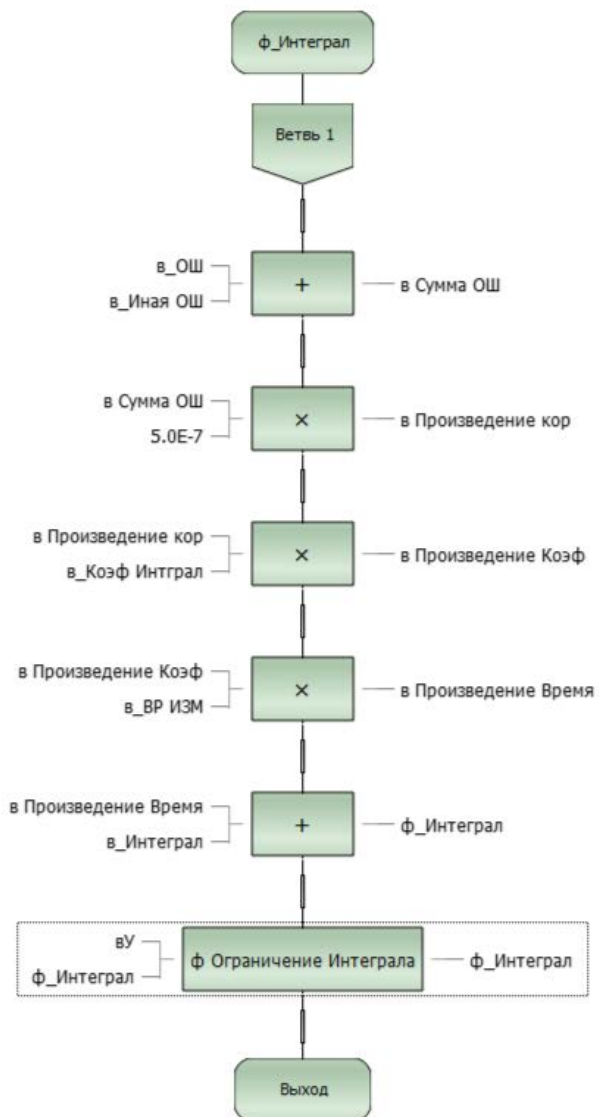 ф_Интеграл
Ветвь 1
в_ОШ
в_Иная ОШ
+
в Сумма ОШ
в Сумма ОШ
5.0E-7
×
в Произведение кор
в Произведение кор
в_Коэф Интграл
×
в Произведение Коэф
в Произведение Коэф
в_ВР ИЗМ
×
в Произведение Время
в Произведение Время
в_Интеграл
+
ф_Интеграл
вУ
ф_Интеграл
ф Ограничение Интеграла
ф_Интеграл
Выход